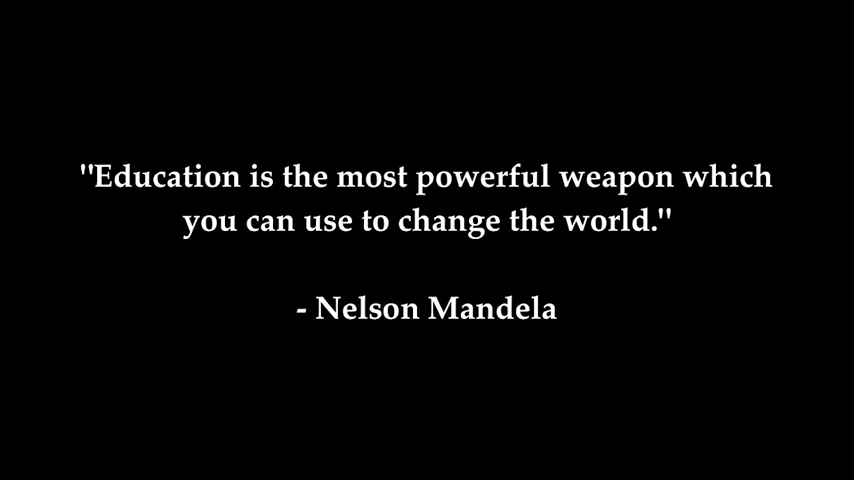 "Education is the most powerful weapon which
you can use to change the world."
- Nelson Mandela